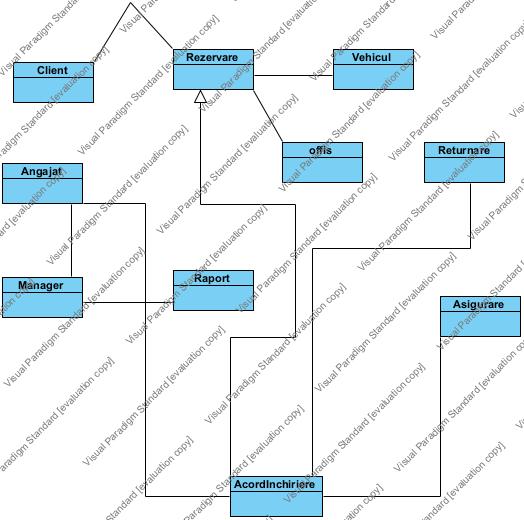 Client
Rezervare
Vehicul
offis
Returnare
Angajat
Manager
Raport
Asigurare
AcordInchiriere
Visual Paradigm Standard [evaluation copy]